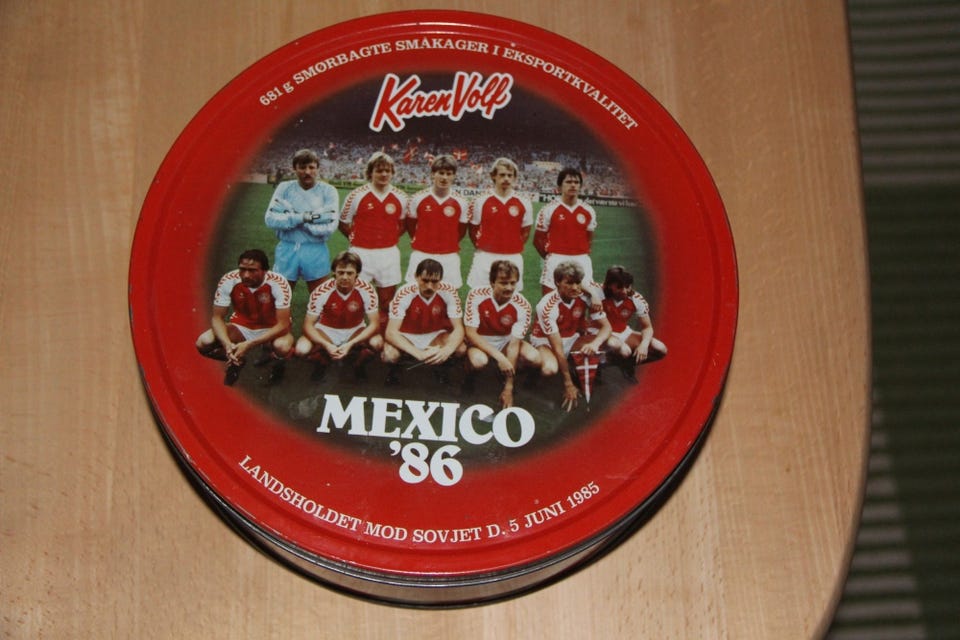 681 g SMØRBAGTE SMÅKAGER I EKSPORTKVALITET
Karen Volf
MEXICO
'86
LANDSHOLDET MOD SOVJET D. 5 JUNI 1985